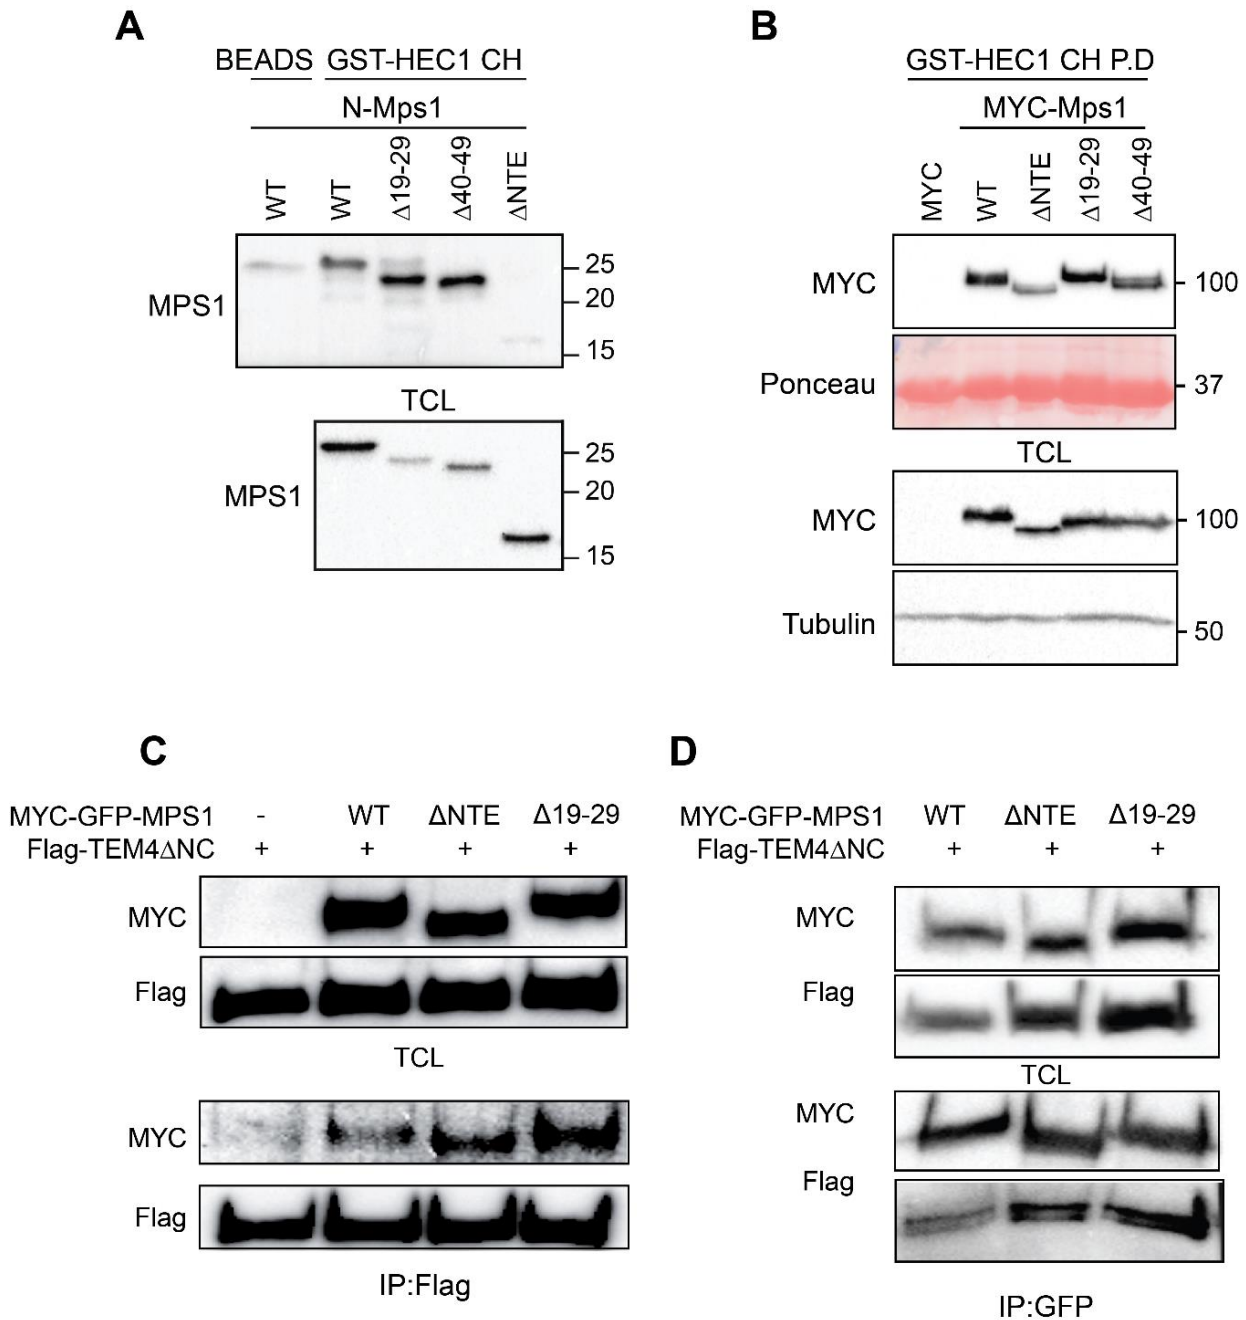 A
BEADS GST-HEC1 CH
N-Mps1
WT WT Δ19-29 Δ40-49 ΔNTE
MPS1
25
20
15
TCL
MPS1
25
20
15
B
GST-HEC1 CH P.D
MYC-Mps1
MYC WT ΔNTE Δ19-29 Δ40-49
MYC
100
Ponceau
37
TCL
MYC
100
Tubulin
50
C
MYC-GFP-MPS1 - WT ΔNTE Δ19-29
Flag-TEM4ΔNC + + + +
MYC
Flag
TCL
MYC
Flag
IP:Flag
D
MYC-GFP-MPS1 WT ΔNTE Δ19-29
Flag-TEM4ΔNC + + +
MYC
Flag
TCL
MYC
Flag
IP:GFP